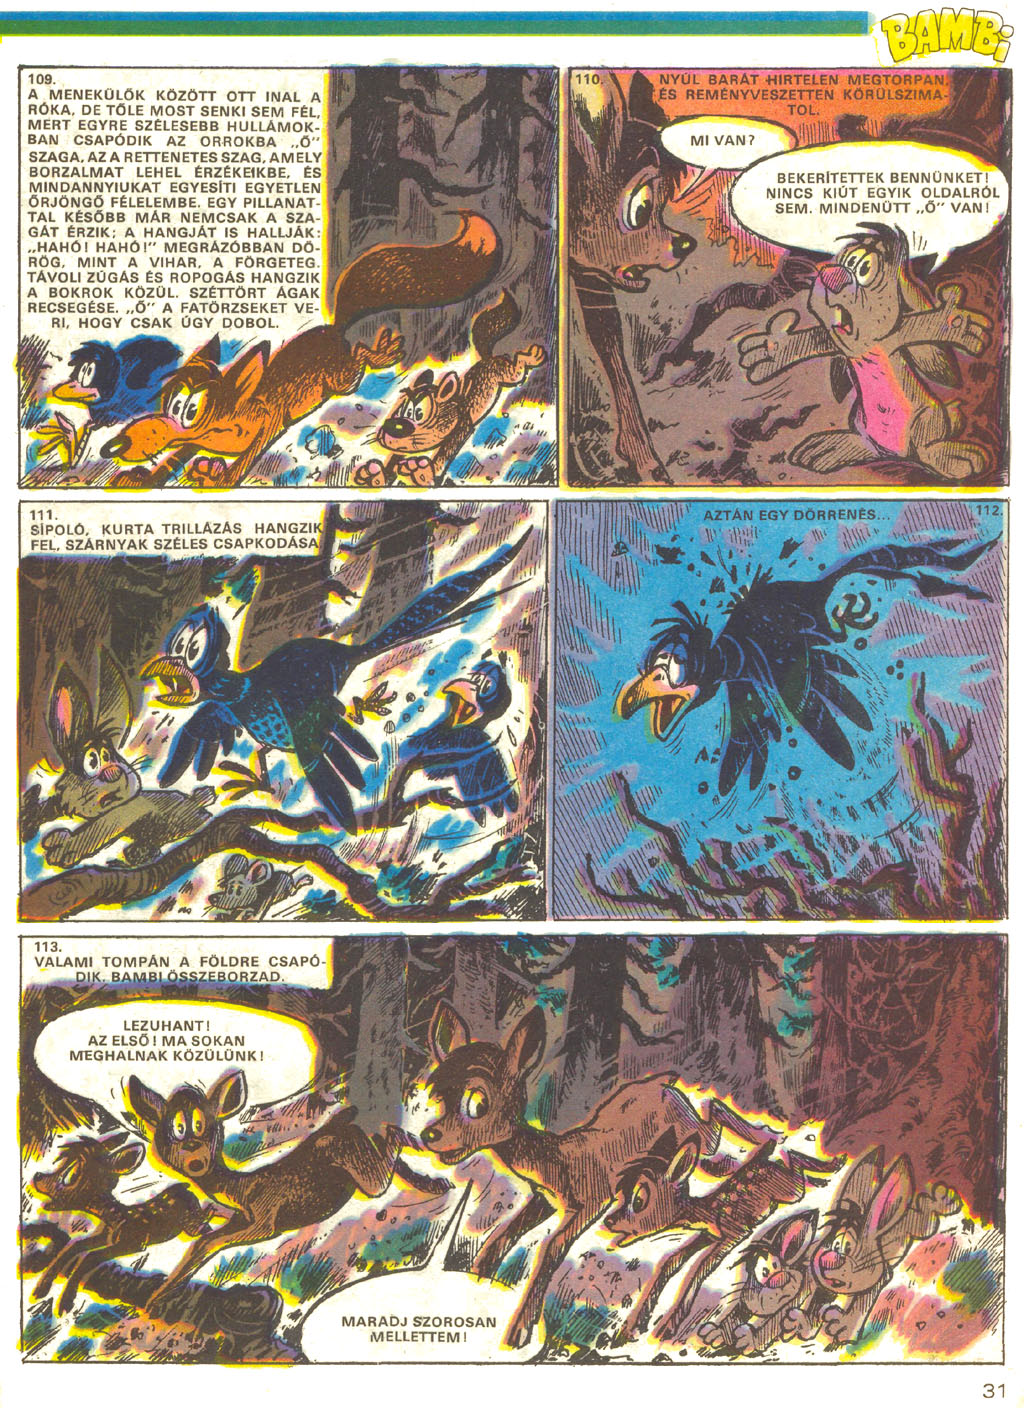 BAMBi
109.
A MENEKÜLŐK KÖZÖTT OTT INAL A
RÓKA, DE TŐLE MOST SENKI SEM FÉL,
MERT EGYRE SZÉLESEBB HULLÁMOK-
BAN CSAPÓDIK AZ ORROKBA „Ő"
SZAGA, AZ A RETTENETES SZAG, AMELY
BORZALMAT LEHEL ÉRZÉKEIKBE, ÉS
MINDANNYIUKAT EGYESÍTI EGYETLEN
ŐRJÖNGŐ FÉLELEMBE. EGY PILLANAT-
TAL KÉSŐBB MÁR NEMCSAK A SZA-
GÁT ÉRZIK; A HANGJÁT IS HALLJÁK:
„HAHÓ! HAHÓ!" MEGRÁZÓBBAN DÖ-
RÖG, MINT A VIHAR, A FÖRGETEG.
TÁVOLI ZÚGÁS ÉS ROPOGÁS HANGZIK
A BOKROK KÖZÜL. SZÉTTÖRT ÁGAK
RECSEGÉSE. „Ő" A FATÖRZSEKET VE-
RI, HOGY CSAK ÚGY DOBOL.
110.
NYÚL BARÁT HIRTELEN MEGTORPAN,
ÉS REMÉNYVESZETTEN KÖRÜLSZIMA-
TOL.
MI VAN?
BEKERÍTETTEK BENNÜNKET!
NINCS KIÚT EGYIK OLDALRÓL
SEM. MINDENÜTT „Ő" VAN!
111.
SÍPOLÓ, KURTA TRILLÁZÁS HANGZIK
FEL, SZÁRNYAK SZÉLES CSAPKODÁSA
112.
AZTÁN EGY DÖRRENÉS...
113.
VALAMI TOMPÁN A FÖLDRE CSAPÓ-
DIK. BAMBI ÖSSZEBORZAD.
LEZUHANT!
AZ ELSŐ! MA SOKAN
MEGHALNAK KÖZÜLÜNK!
MARADJ SZOROSAN
MELLETTEM!
31